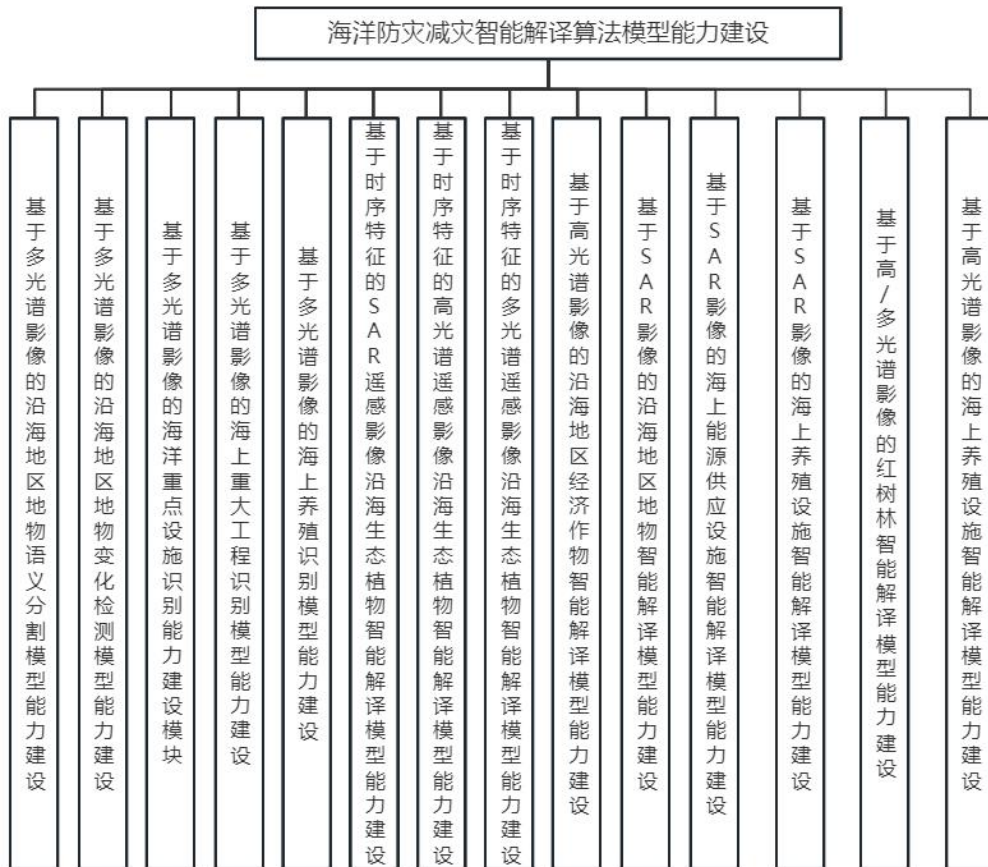 海洋防灾减灾智能解译算法模型能力建设
基于多光谱影像的沿海地区地物语义分割模型能力建设
基于多光谱影像的沿海地区地物变化检测模型能力建设
基于多光谱影像的海洋重点设施识别能力建设模块
基于多光谱影像的海上重大工程识别模型能力建设
基于多光谱影像的海上养殖识别模型能力建设
基于时序特征的SAR遥感影像沿海生态植物智能解译模型能力建设
基于时序特征的高光谱遥感影像沿海生态植物智能解译模型能力建设
基于时序特征的多光谱遥感影像沿海生态植物智能解译模型能力建设
基于高光谱影像的沿海地区经济作物智能解译模型能力建设
基于SAR影像的沿海地区地物智能解译模型能力建设
基于SAR影像的海上能源供应设施智能解译模型能力建设
基于SAR影像的海上养殖设施智能解译模型能力建设
基于高/多光谱影像的红树林智能解译模型能力建设
基于高光谱影像的海上养殖设施智能解译模型能力建设